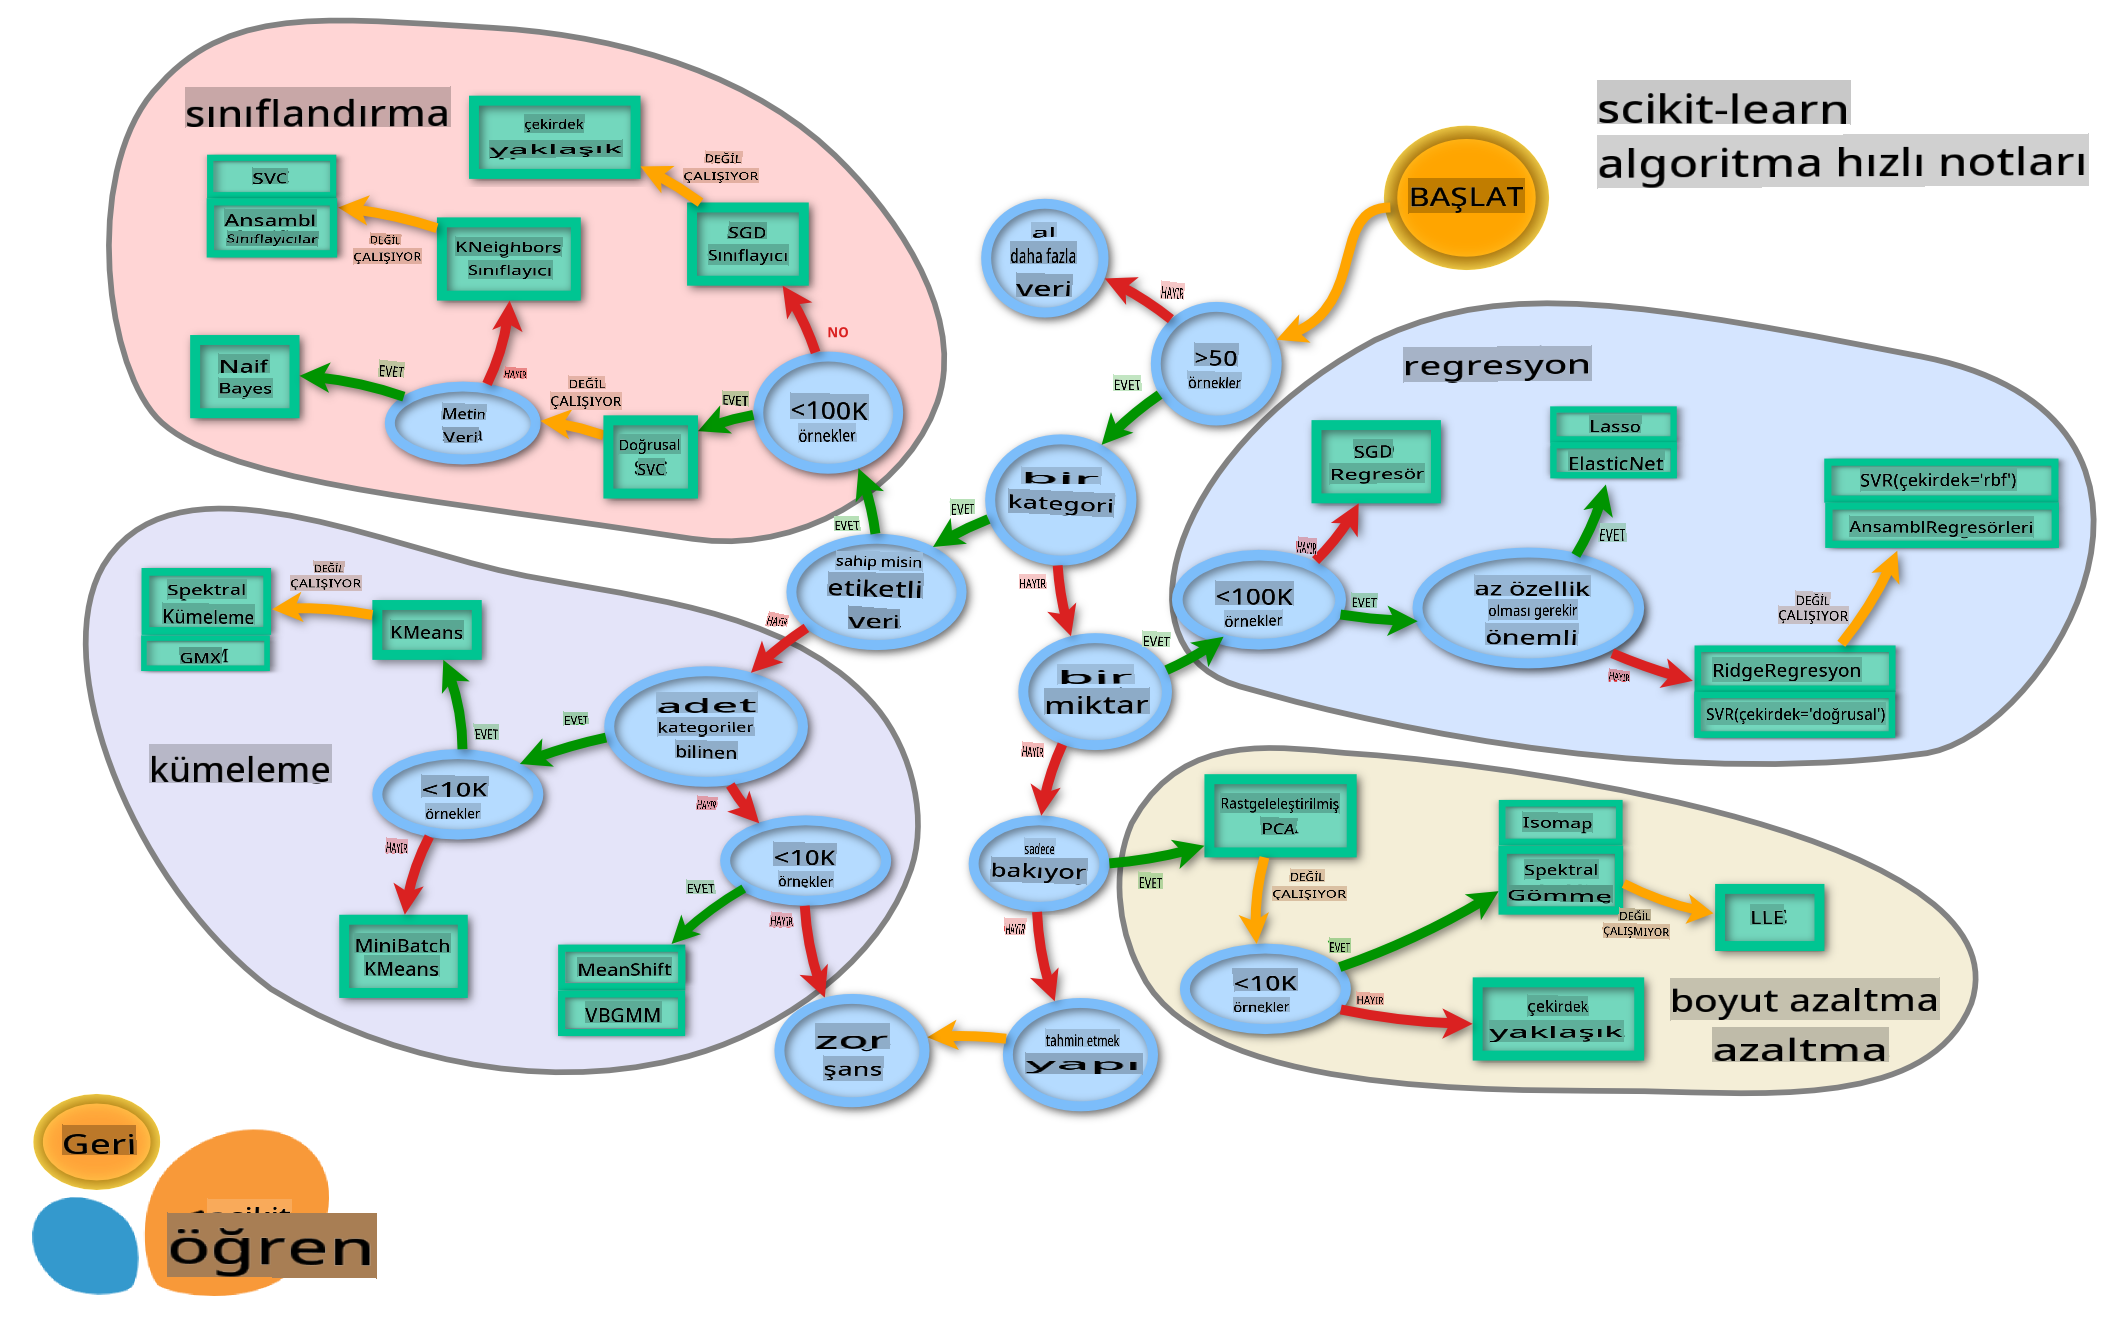 scikit-learn
algoritma hızlı notları
BAŞLAT
sınıflandırma
çekirdek
yaklaşık
DEĞİL
ÇALIŞIYOR
SVC
Ansambl
Sınıflayıcılar
DEĞİL
ÇALIŞIYOR
KNeighbors
Sınıflayıcı
SGD
Sınıflayıcı
NO
Naif
Bayes
EVET
HAYIR
Metin
Veri
DEĞİL
ÇALIŞIYOR
Doğrusal
SVC
EVET
<100K
örnekler
EVET
al
daha fazla
veri
HAYIR
>50
örnekler
EVET
bir
kategori
EVET
HAYIR
sahip misin
etiketli
veri
HAYIR
regresyon
SGD
Regresör
HAYIR
Lasso
ElasticNet
EVET
SVR(çekirdek='rbf')
AnsamblRegresörleri
<100K
örnekler
EVET
az özellik
olması gerekir
önemli
DEĞİL
ÇALIŞIYOR
HAYIR
RidgeRegresyon
SVR(çekirdek='doğrusal')
EVET
bir
miktar
HAYIR
kümeleme
Spektral
Kümeleme
GMX
DEĞİL
ÇALIŞIYOR
KMeans
EVET
<10K
örnekler
HAYIR
EVET
adet
kategoriler
bilinen
HAYIR
<10K
örnekler
EVET
HAYIR
MiniBatch
KMeans
MeanShift
VBGMM
sadece
bakıyor
EVET
HAYIR
zor
şans
tahmin etmek
yapı
Rastgeleleştirilmiş
PCA
DEĞİL
ÇALIŞIYOR
Isomap
Spektral
Gömme
DEĞİL
ÇALIŞMIYOR
LLE
<10K
örnekler
EVET
HAYIR
çekirdek
yaklaşık
boyut azaltma
azaltma
Geri
öğren